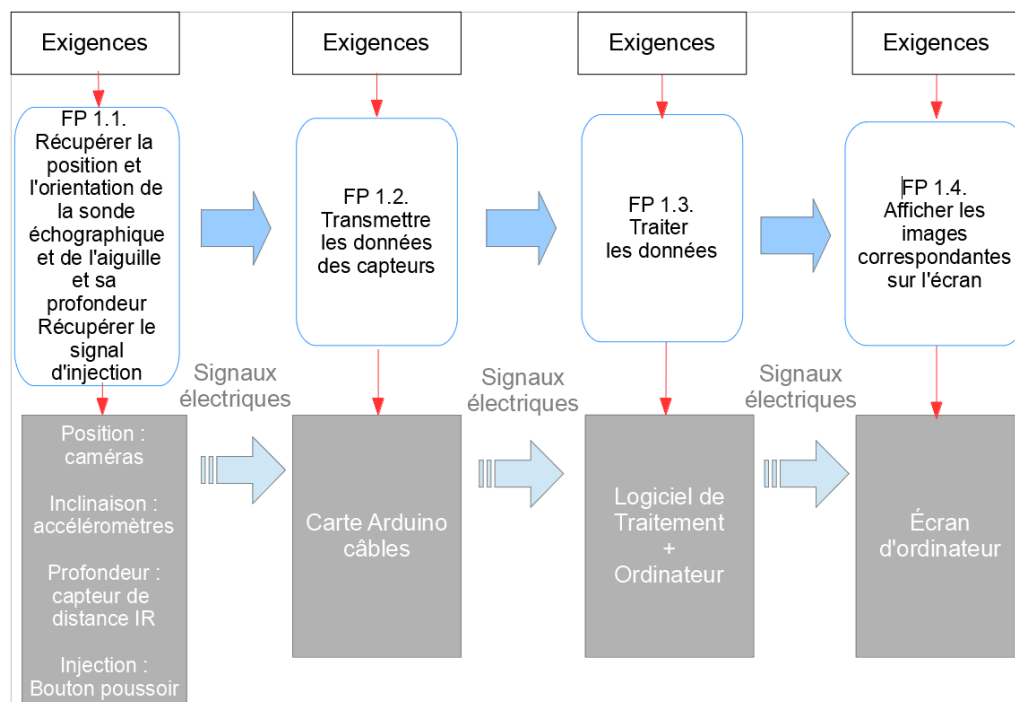 Exigences
Exigences
Exigences
Exigences
FP 1.1.
Récupérer la
position et
l'orientation de
la sonde
échographique
et de l'aiguille
et sa
profondeur
Récupérer le
signal
d'injection
FP 1.2.
Transmettre
les données
des capteurs
FP 1.3.
Traiter
les données
FP 1.4.
Afficher les
images
correspondantes
sur l'écran
Signaux
électriques
Signaux
électriques
Signaux
électriques
Position :
caméras
Inclinaison :
accéléromètres
Profondeur :
capteur de
distance IR
Injection :
Bouton poussoir
Carte Arduino
câbles
Logiciel de
Traitement
+
Ordinateur
Écran
d'ordinateur